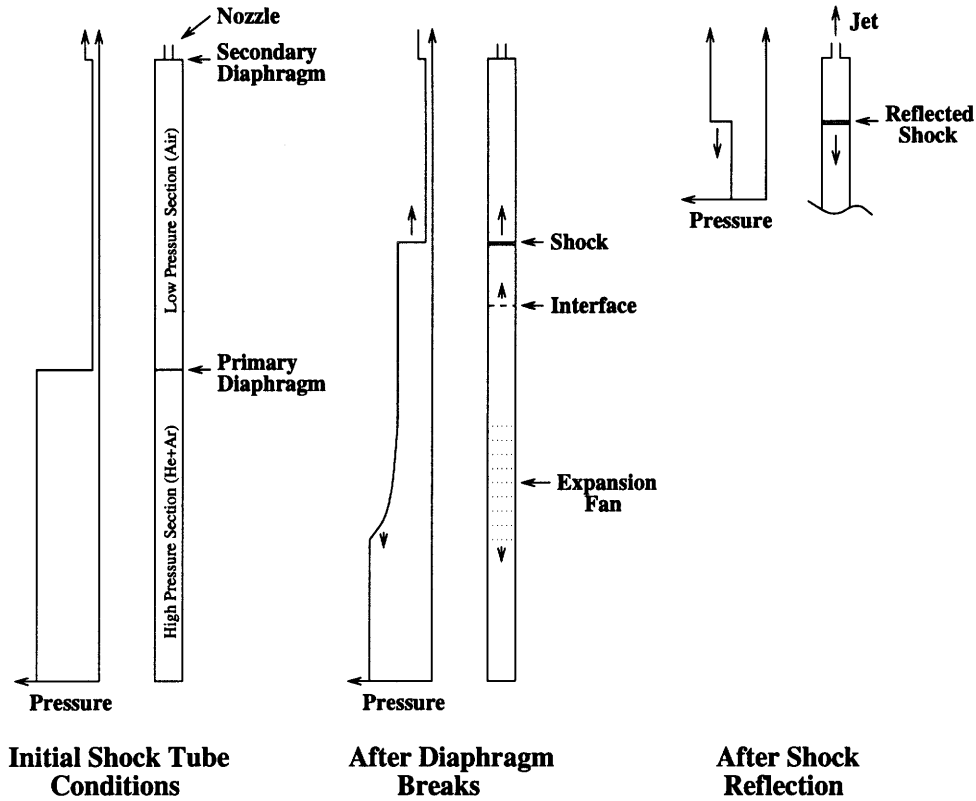 Nozzle
Secondary
Diaphragm
Low Pressure Section (Air)
Primary
Diaphragm
High Pressure Section (He+Ar)
Pressure
Initial Shock Tube
Conditions
Shock
Interface
Expansion
Fan
Pressure
After Diaphragm
Breaks
Jet
Reflected
Shock
Pressure
After Shock
Reflection